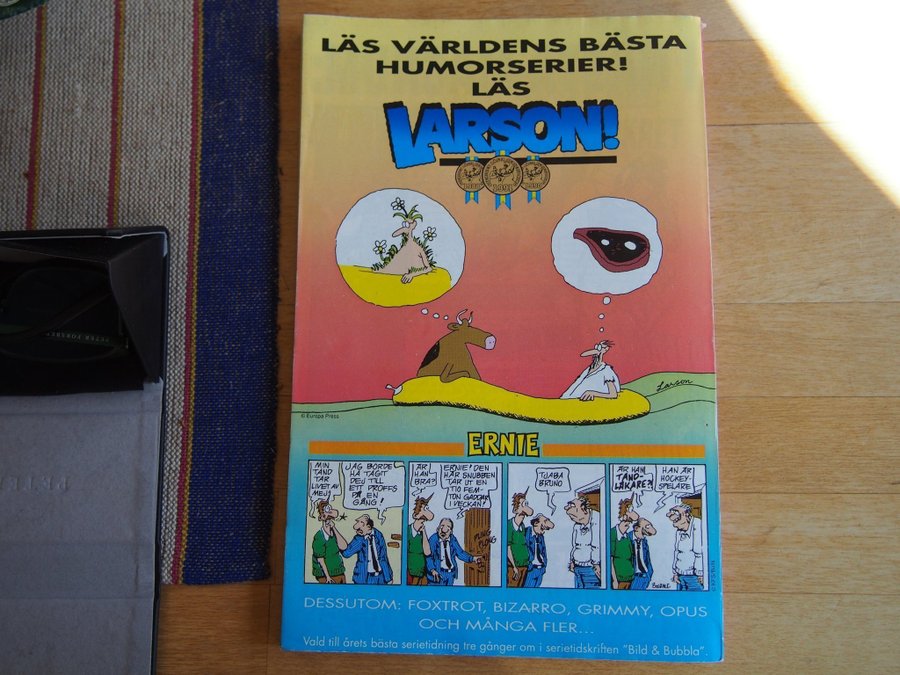 LÄS VÄRLDENS BÄSTA
HUMORSERIER!
LÄS
LARSON!
1991
Larson
© Europa Press
ERNIE
MIN
TAND
TAR
LIVET AV
MEJ!
JAG BORDE
HA TAGIT
DEJ TILL
ETT PROFFS
PÅ EN
GÅNG!
ÄR
HAN
BRA?
ERNIE! DEN
HÄR SNUBBEN
TAR UT EN
TIO FEM-
TON GADDAR
I VECKAN!
PLING
PLONG
TJABA
BRUNO
ÄR HAN
TAND-
LÄKARE?!
HAN ÄR
HOCKEY-
SPELARE
DESSUTOM: FOXTROT, BIZARRO, GRIMMY, OPUS
OCH MÅNGA FLER...
Vald till årets bästa serietidning tre gånger om i serietidskriften "Bild & Bubbla".